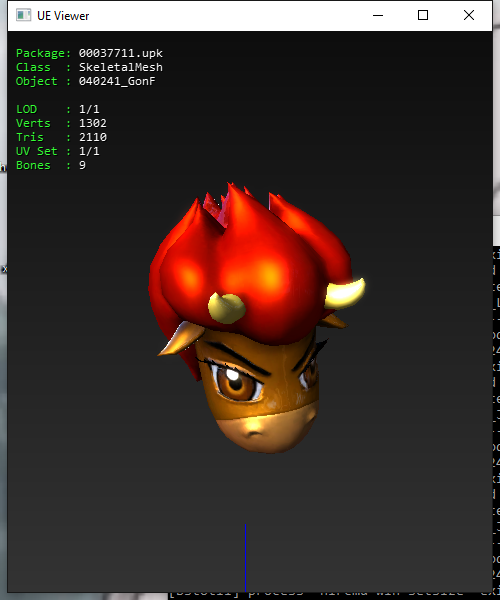 UE Viewer
Package: 00037711.upk
Class : SkeletalMesh
Object : 040241_GonF
LOD : 1/1
Verts : 1302
Tris : 2110
UV Set : 1/1
Bones : 9